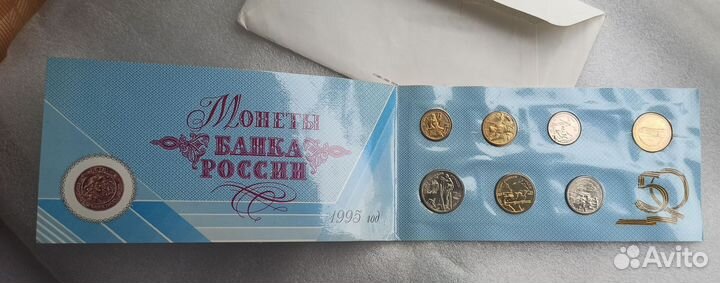 Монеты
БАНКА
РОССИИ
1995 год
50
Avito